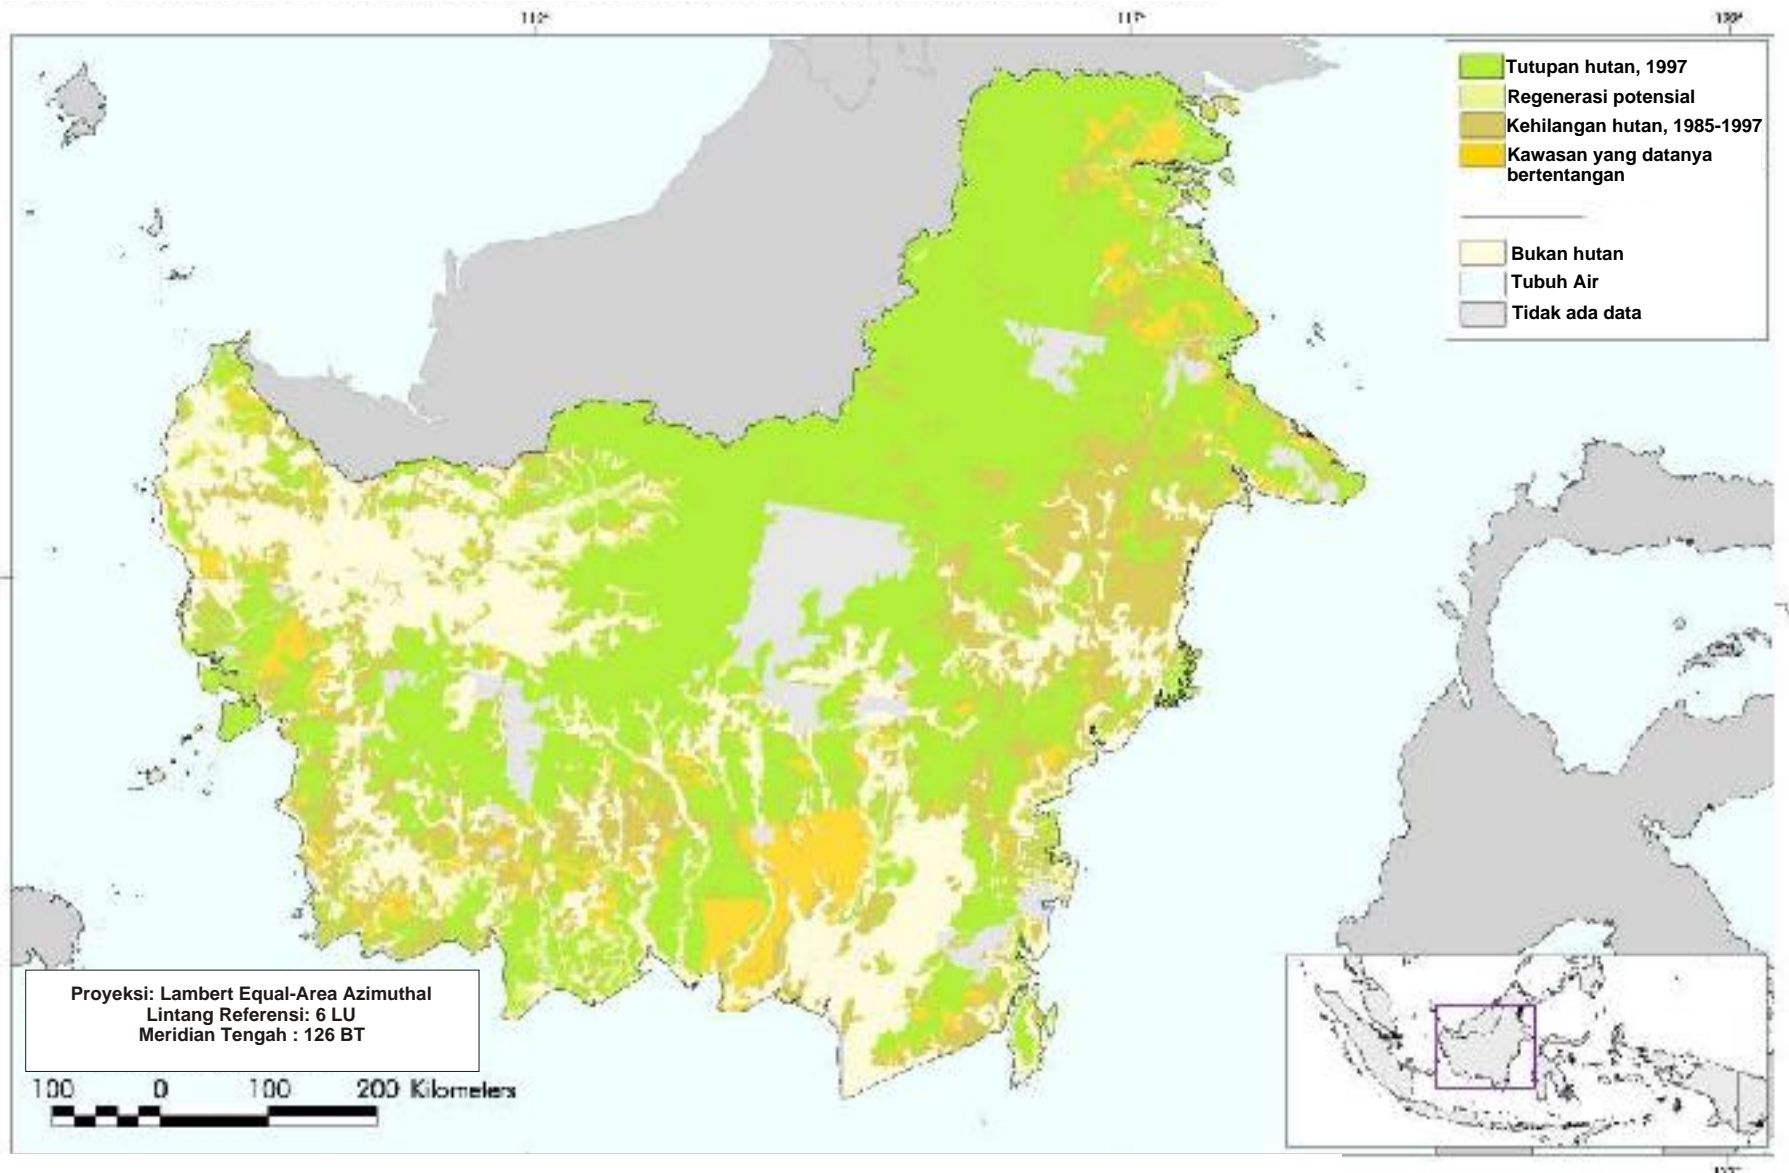 117°
Tutupan hutan, 1997
Regenerasi potensial
Kehilangan hutan, 1985-1997
Kawasan yang datanya
bertentangan
Bukan hutan
Tubuh Air
Tidak ada data
Proyeksi: Lambert Equal-Area Azimuthal
Lintang Referensi: 6 LU
Meridian Tengah : 126 BT
100 0 100 200 Kilometers